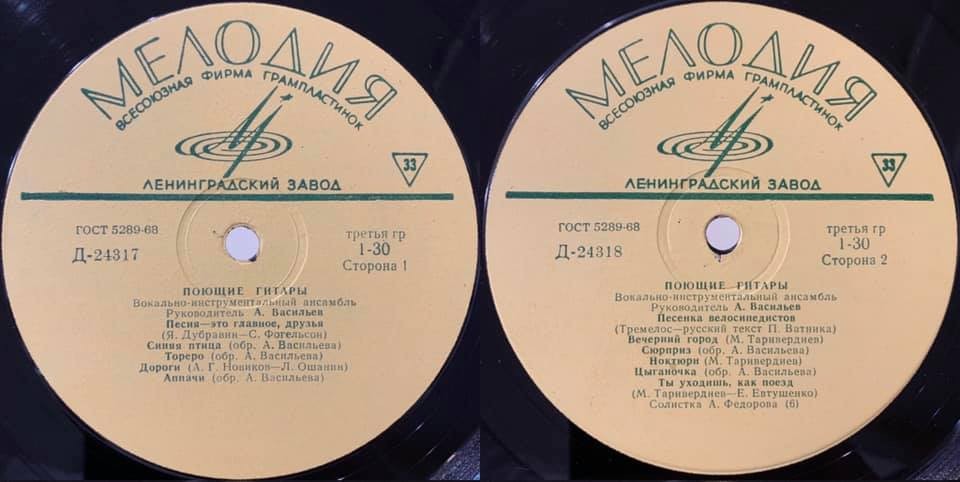 МЕЛОДИЯ
ВСЕСОЮЗНАЯ ФИРМА ГРАМПЛАСТИНОК
ЛЕНИНГРАДСКИЙ ЗАВОД
33
ГОСТ 5289-68
Д-24317
третья гр
1-30
Сторона 1
ПОЮЩИЕ ГИТАРЫ
Вокально-инструментальный ансамбль
Руководитель А. Васильев
Песня—это главное, друзья
(Я. Дубравин—С. Фогельсон)
Синяя птица (обр. А. Васильева)
Тореро (обр. А. Васильева)
Дороги (А. Г. Новиков—Л. Ошанин)
Аппачи (обр. А. Васильева)
МЕЛОДИЯ
ВСЕСОЮЗНАЯ ФИРМА ГРАМПЛАСТИНОК
ЛЕНИНГРАДСКИЙ ЗАВОД
33
ГОСТ 5289-68
Д-24318
третья гр
1-30
Сторона 2
ПОЮЩИЕ ГИТАРЫ
Вокально-инструментальный ансамбль
Руководитель А. Васильев
Песенка велосипедистов
(Тремелос—русский текст П. Ватника)
Вечерний город (М. Таривердиев)
Сюрприз (обр. А. Васильева)
Ноктюрн (М. Таривердиев)
Цыганочка (обр. А. Васильева)
Ты уходишь, как поезд
(М. Таривердиев—Е. Евтушенко)
Солистка А. Федорова (6)